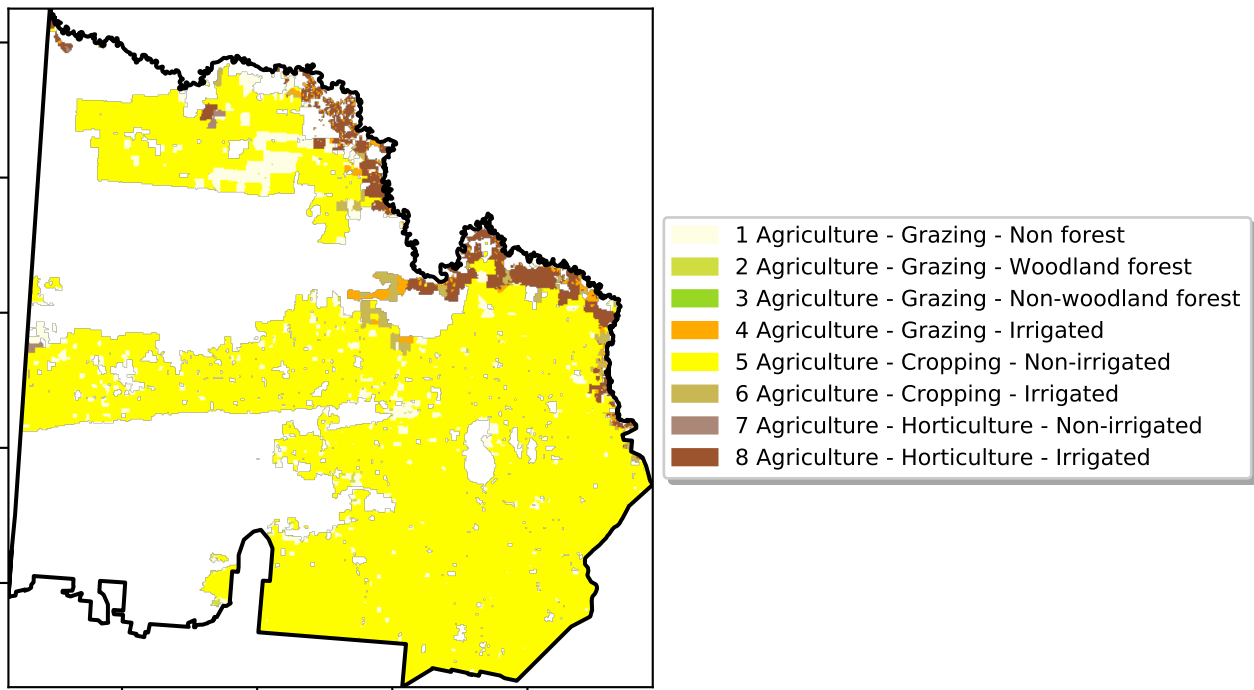 1 Agriculture - Grazing - Non forest
2 Agriculture - Grazing - Woodland forest
3 Agriculture - Grazing - Non-woodland forest
4 Agriculture - Grazing - Irrigated
5 Agriculture - Cropping - Non-irrigated
6 Agriculture - Cropping - Irrigated
7 Agriculture - Horticulture - Non-irrigated
8 Agriculture - Horticulture - Irrigated